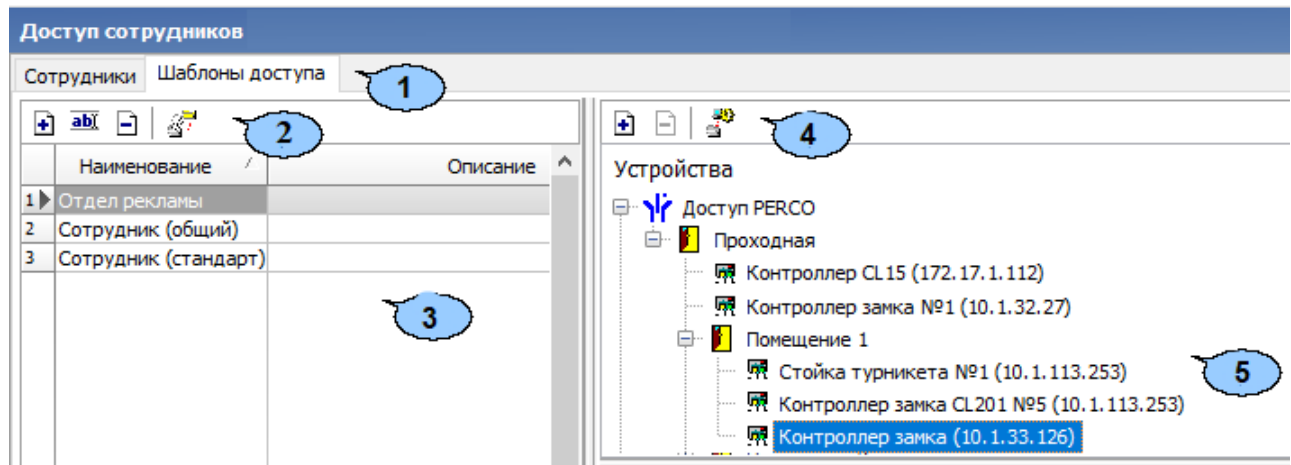 Доступ сотрудников
Сотрудники Шаблоны доступа
1
abI
2
4
Наименование Описание
Устройства
1 Отдел рекламы
2 Сотрудник (общий)
3 Сотрудник (стандарт)
3
Доступ PERCO
Проходная
Контроллер CL15 (172.17.1.112)
Контроллер замка №1 (10.1.32.27)
Помещение 1
Стойка турникета №1 (10.1.113.253)
5
Контроллер замка CL201 №5 (10.1.113.253)
Контроллер замка (10.1.33.126)